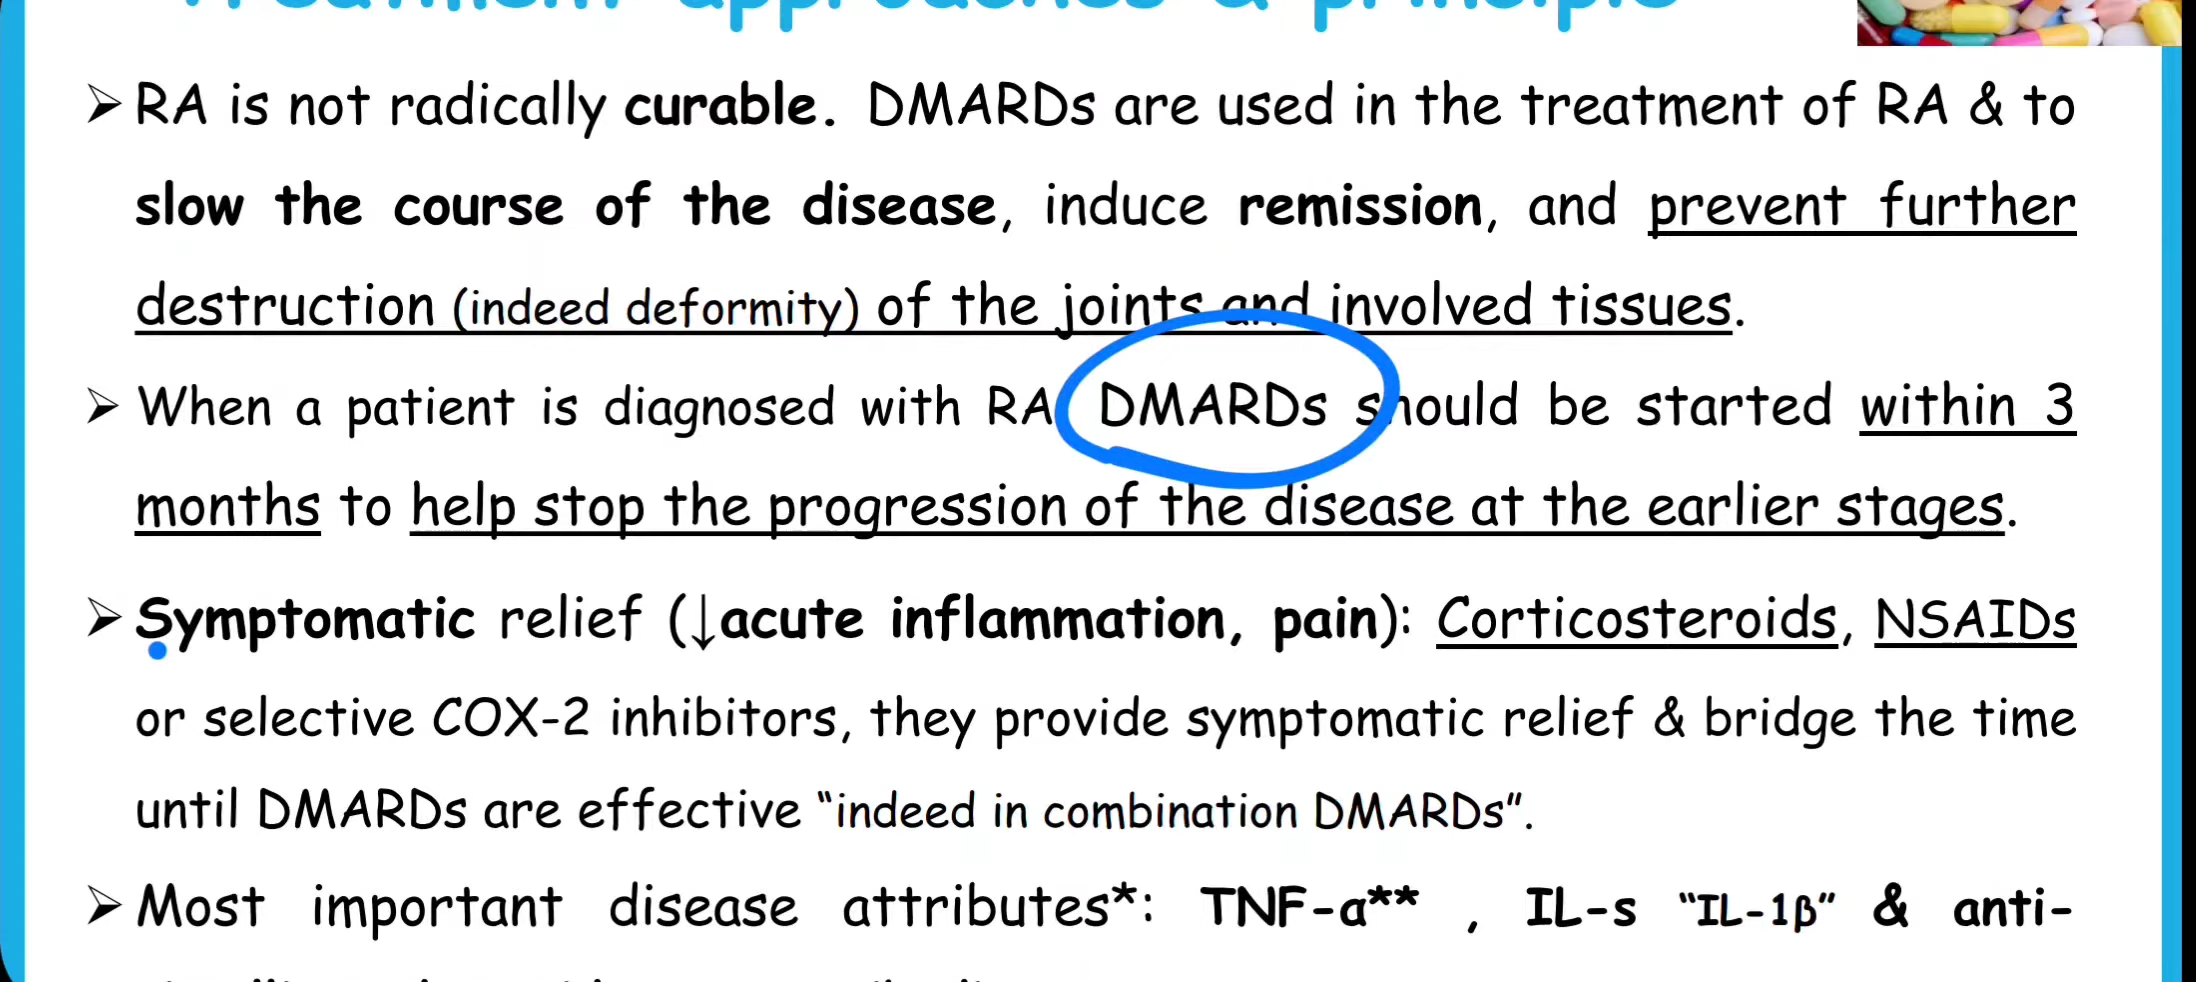 Treatment approaches & principle
➢ RA is not radically curable. DMARDs are used in the treatment of RA & to
slow the course of the disease, induce remission, and prevent further
destruction (indeed deformity) of the joints and involved tissues.
➢ When a patient is diagnosed with RA DMARDs should be started within 3
months to help stop the progression of the disease at the earlier stages.
➢ Symptomatic relief (↓acute inflammation, pain): Corticosteroids, NSAIDs
or selective COX-2 inhibitors, they provide symptomatic relief & bridge the time
until DMARDs are effective “indeed in combination DMARDs”.
➢ Most important disease attributes*: TNF-α** , IL-s “IL-1β” & anti-